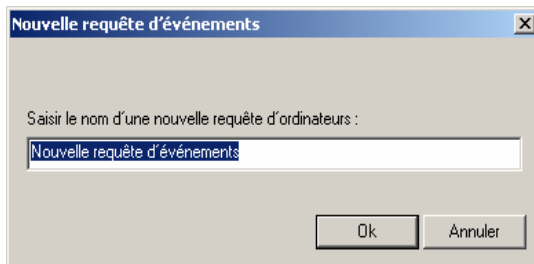 Nouvelle requête d'événements
Saisir le nom d'une nouvelle requête d'ordinateurs :
Nouvelle requête d'événements
Ok
Annuler